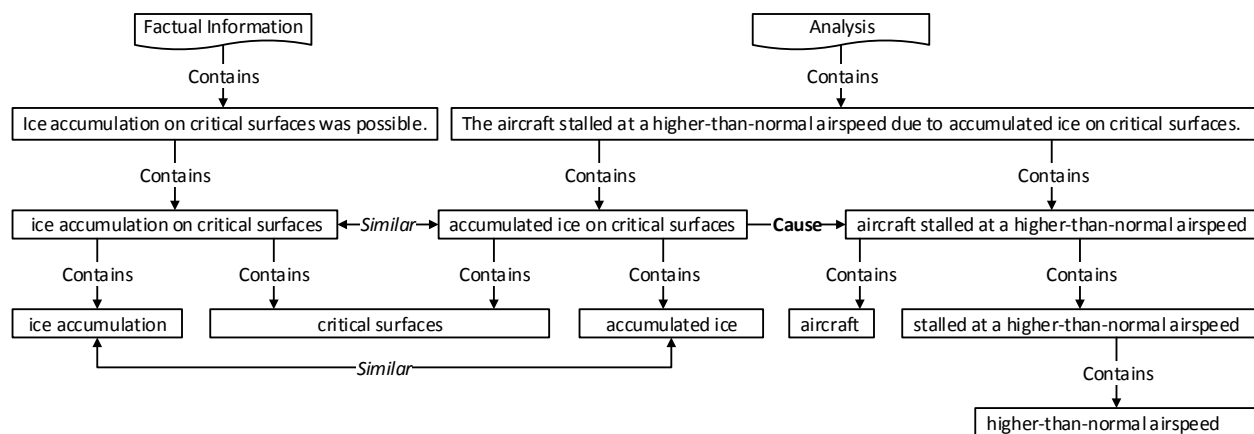 Factual Information
Analysis
Contains
Contains
Ice accumulation on critical surfaces was possible.
The aircraft stalled at a higher-than-normal airspeed due to accumulated ice on critical surfaces.
Contains
Contains
Contains
ice accumulation on critical surfaces
Similar
accumulated ice on critical surfaces
Cause
aircraft stalled at a higher-than-normal airspeed
Contains
Contains
Contains
Contains
Contains
Contains
ice accumulation
critical surfaces
accumulated ice
aircraft
stalled at a higher-than-normal airspeed
Similar
Contains
higher-than-normal airspeed